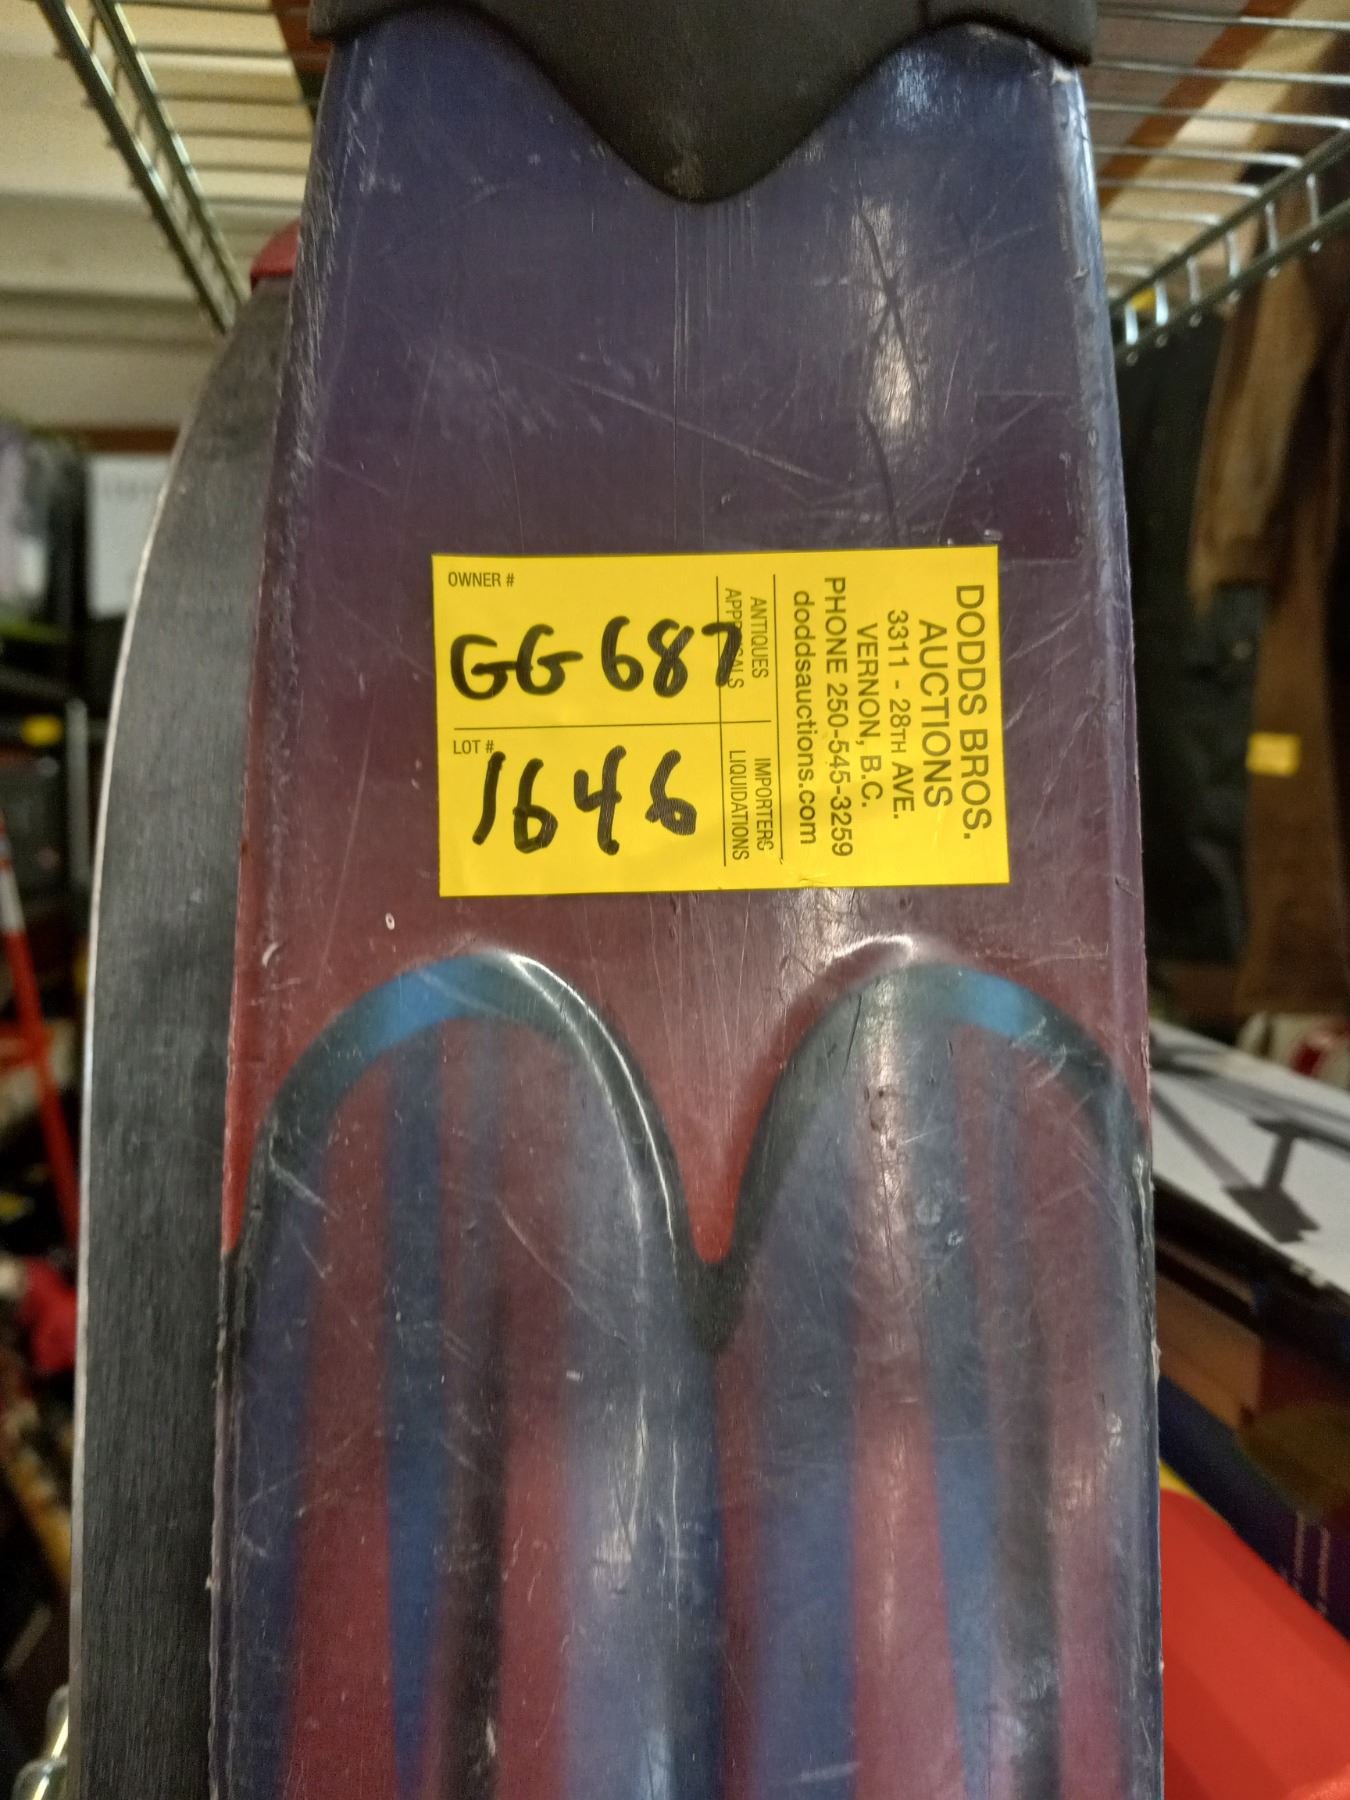 OWNER #
GG 687
LOT #
1646
ANTIQUES
APPRAISALS
IMPORTERS
LIQUIDATIONS
DODDS BROS.
AUCTIONS
3311 - 28TH AVE.
VERNON, B.C.
PHONE 250-545-3259
doddsauctions.com